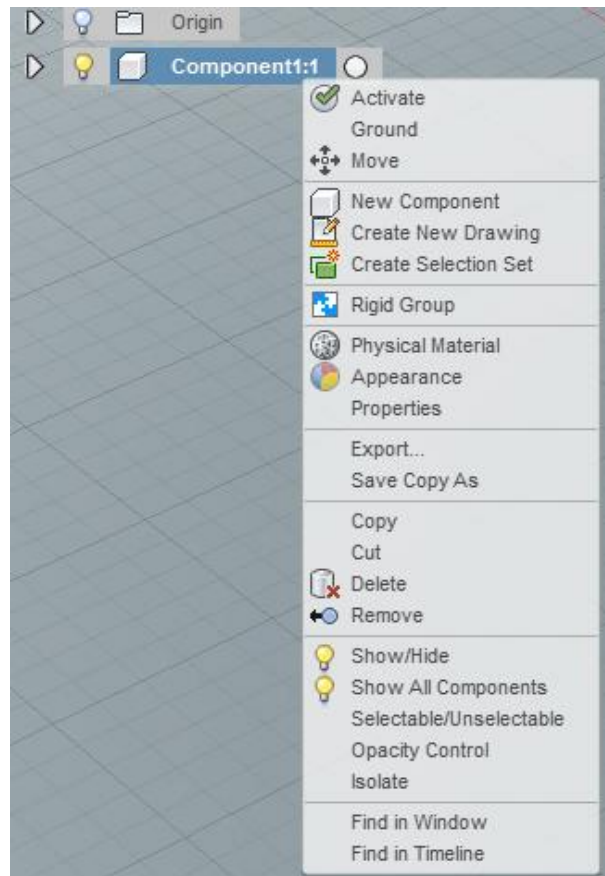 Origin
Component1:1
Activate
Ground
Move
New Component
Create New Drawing
Create Selection Set
Rigid Group
Physical Material
Appearance
Properties
Export...
Save Copy As
Copy
Cut
Delete
Remove
Show/Hide
Show All Components
Selectable/Unselectable
Opacity Control
Isolate
Find in Window
Find in Timeline